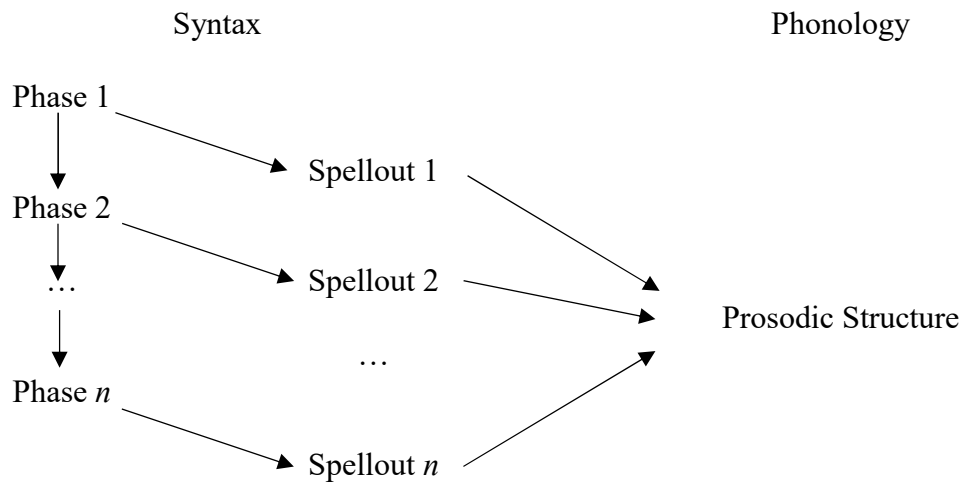 Syntax Phonology
Phase 1
Spellout 1
Phase 2
Spellout 2
…
Prosodic Structure
…
Phase n
Spellout n